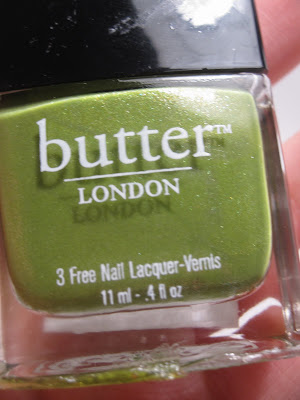 butter™
LONDON
3 Free Nail Lacquer-Vernis
11 ml - .4 fl oz